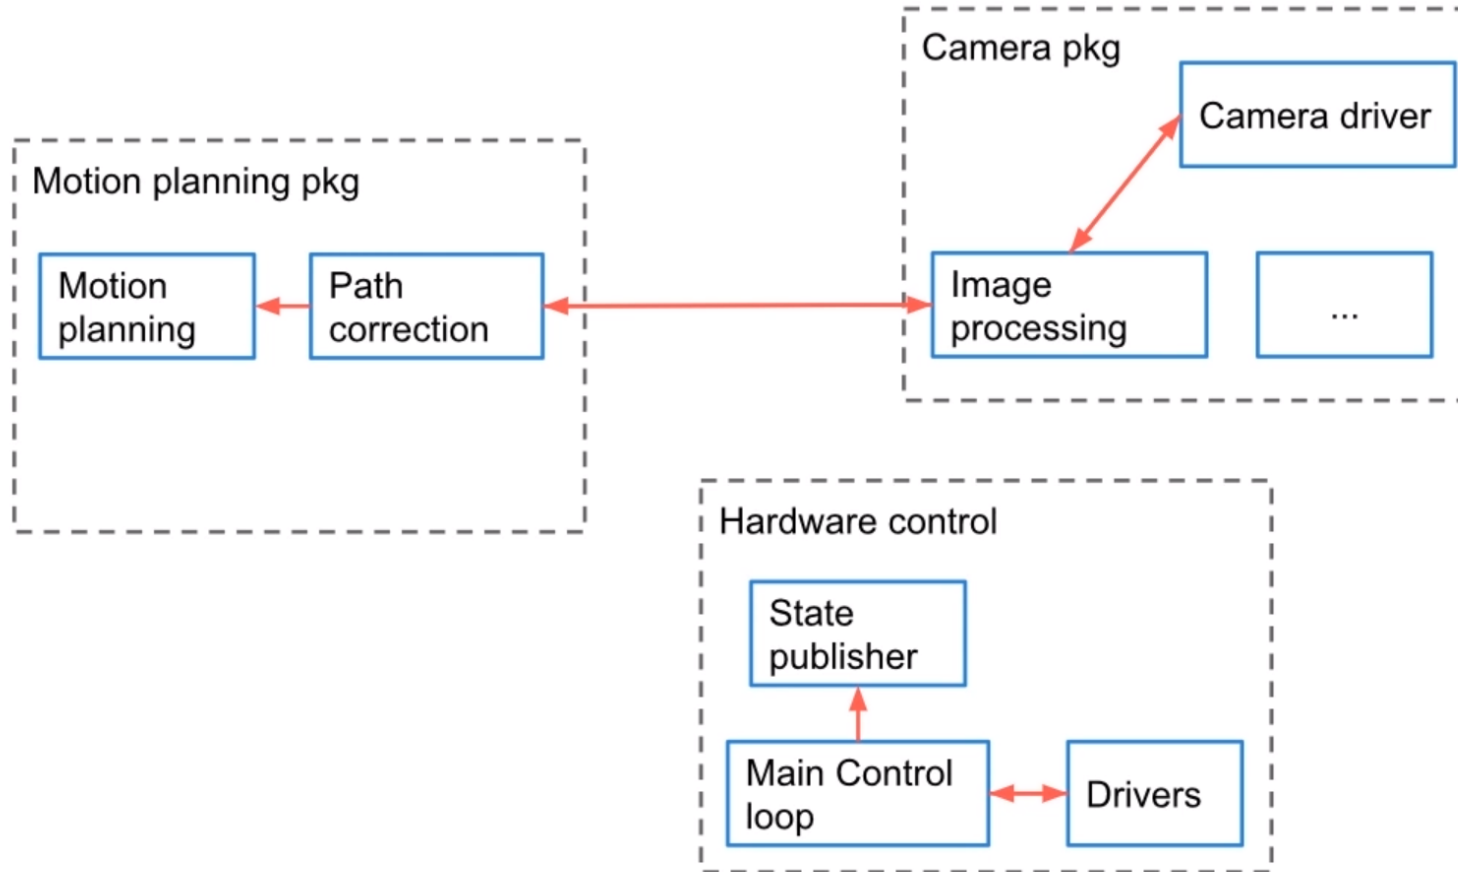 Camera pkg
Camera driver
Motion planning pkg
Motion
planning
Path
correction
Image
processing
...
Hardware control
State
publisher
Main Control
loop
Drivers